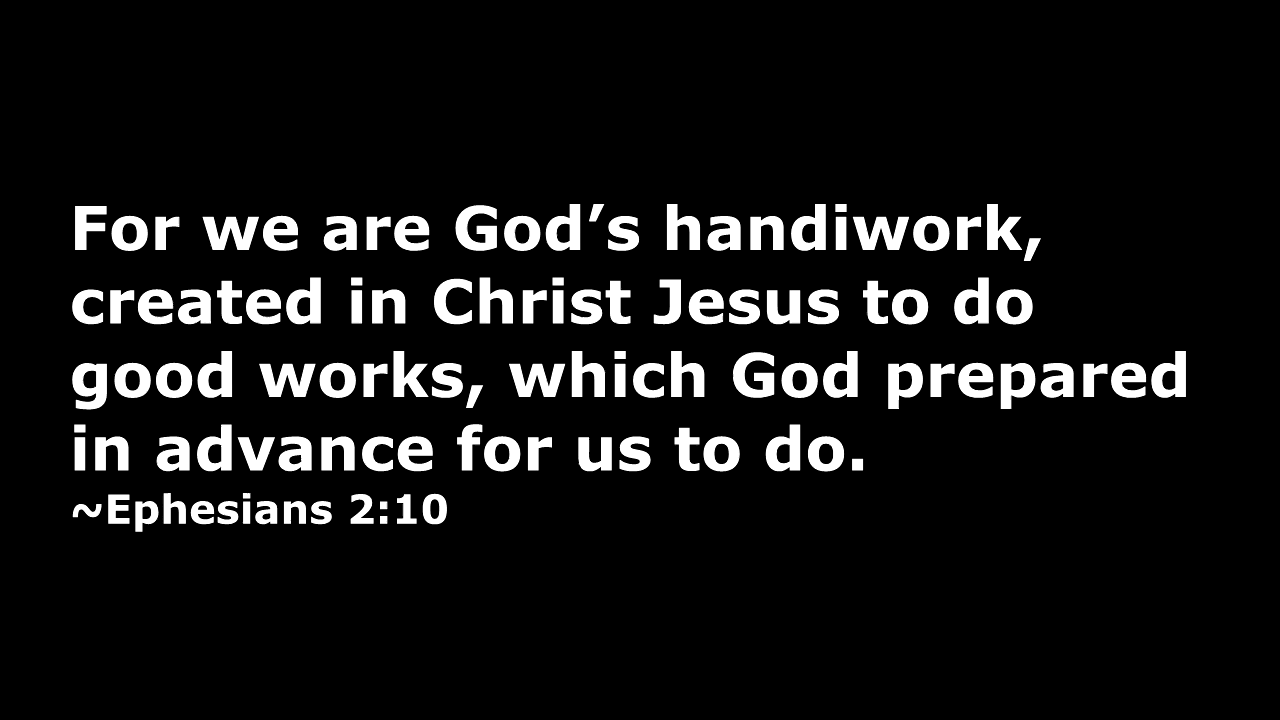 For we are God’s handiwork,
created in Christ Jesus to do
good works, which God prepared
in advance for us to do.
~Ephesians 2:10